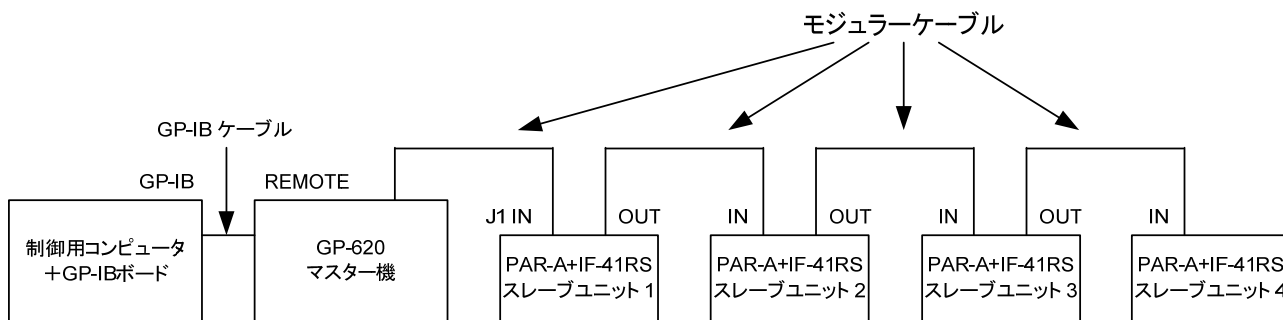 モジュラーケーブル
GP-IB ケーブル
GP-IB
REMOTE
J1 IN
OUT
IN
OUT
IN
OUT
IN
制御用コンピュータ
＋GP-IBボード
GP-620
マスター機
PAR-A+IF-41RS
スレーブユニット 1
PAR-A+IF-41RS
スレーブユニット 2
PAR-A+IF-41RS
スレーブユニット 3
PAR-A+IF-41RS
スレーブユニット 4